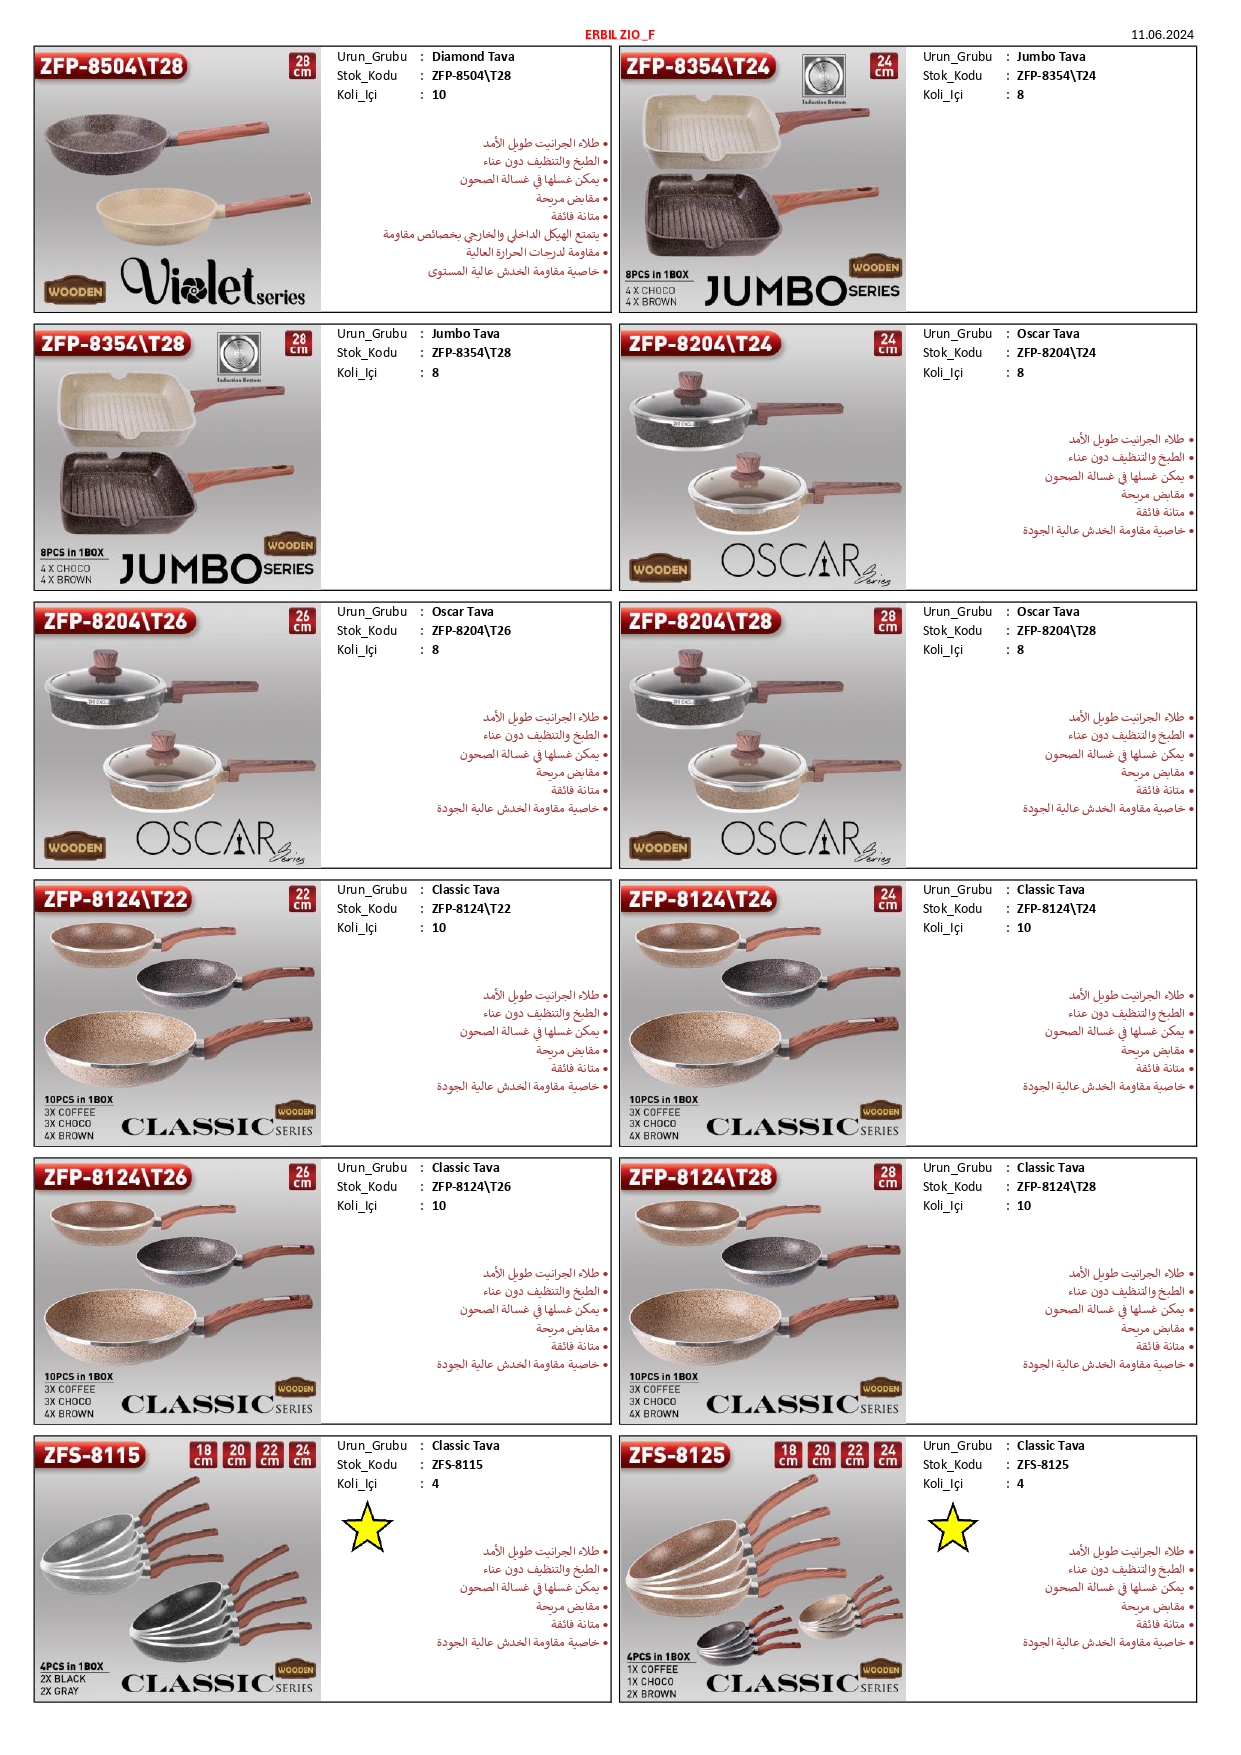 ERBIL ZIO_F
11.06.2024
ZFP-8504\T28
28 cm
WOODEN
Violet series
Urun_Grubu : Diamond Tava
Stok_Kodu : ZFP-8504\T28
Koli_Içi : 10
• طلاء الجرانيت طويل الأمد
• الطبخ والتنظيف دون عناء
• يمكن غسلها في غسالة الصحون
• مقابض مريحة
• متانة فائقة
• يتمتع الهيكل الداخلي والخارجي بخصائص مقاومة
• مقاومة لدرجات الحرارة العالية
• خاصية مقاومة الخدش عالية المستوى
ZFP-8354\T24
24 cm
Induction Bottom
8PCS in 1BOX
4 X CHOCO
4 X BROWN
WOODEN
JUMBO SERIES
Urun_Grubu : Jumbo Tava
Stok_Kodu : ZFP-8354\T24
Koli_Içi : 8
ZFP-8354\T28
28 cm
Induction Bottom
8PCS in 1BOX
4 X CHOCO
4 X BROWN
WOODEN
JUMBO SERIES
Urun_Grubu : Jumbo Tava
Stok_Kodu : ZFP-8354\T28
Koli_Içi : 8
ZFP-8204\T24
24 cm
WOODEN
OSCAR Series
Urun_Grubu : Oscar Tava
Stok_Kodu : ZFP-8204\T24
Koli_Içi : 8
• طلاء الجرانيت طويل الأمد
• الطبخ والتنظيف دون عناء
• يمكن غسلها في غسالة الصحون
• مقابض مريحة
• متانة فائقة
• خاصية مقاومة الخدش عالية الجودة
ZFP-8204\T26
26 cm
WOODEN
OSCAR Series
Urun_Grubu : Oscar Tava
Stok_Kodu : ZFP-8204\T26
Koli_Içi : 8
• طلاء الجرانيت طويل الأمد
• الطبخ والتنظيف دون عناء
• يمكن غسلها في غسالة الصحون
• مقابض مريحة
• متانة فائقة
• خاصية مقاومة الخدش عالية الجودة
ZFP-8204\T28
28 cm
WOODEN
OSCAR Series
Urun_Grubu : Oscar Tava
Stok_Kodu : ZFP-8204\T28
Koli_Içi : 8
• طلاء الجرانيت طويل الأمد
• الطبخ والتنظيف دون عناء
• يمكن غسلها في غسالة الصحون
• مقابض مريحة
• متانة فائقة
• خاصية مقاومة الخدش عالية الجودة
ZFP-8124\T22
22 cm
10PCS in 1BOX
3X COFFEE
3X CHOCO
4X BROWN
WOODEN
CLASSIC SERIES
Urun_Grubu : Classic Tava
Stok_Kodu : ZFP-8124\T22
Koli_Içi : 10
• طلاء الجرانيت طويل الأمد
• الطبخ والتنظيف دون عناء
• يمكن غسلها في غسالة الصحون
• مقابض مريحة
• متانة فائقة
• خاصية مقاومة الخدش عالية الجودة
ZFP-8124\T24
24 cm
10PCS in 1BOX
3X COFFEE
3X CHOCO
4X BROWN
WOODEN
CLASSIC SERIES
Urun_Grubu : Classic Tava
Stok_Kodu : ZFP-8124\T24
Koli_Içi : 10
• طلاء الجرانيت طويل الأمد
• الطبخ والتنظيف دون عناء
• يمكن غسلها في غسالة الصحون
• مقابض مريحة
• متانة فائقة
• خاصية مقاومة الخدش عالية الجودة
ZFP-8124\T26
26 cm
10PCS in 1BOX
3X COFFEE
3X CHOCO
4X BROWN
WOODEN
CLASSIC SERIES
Urun_Grubu : Classic Tava
Stok_Kodu : ZFP-8124\T26
Koli_Içi : 10
• طلاء الجرانيت طويل الأمد
• الطبخ والتنظيف دون عناء
• يمكن غسلها في غسالة الصحون
• مقابض مريحة
• متانة فائقة
• خاصية مقاومة الخدش عالية الجودة
ZFP-8124\T28
28 cm
10PCS in 1BOX
3X COFFEE
3X CHOCO
4X BROWN
WOODEN
CLASSIC SERIES
Urun_Grubu : Classic Tava
Stok_Kodu : ZFP-8124\T28
Koli_Içi : 10
• طلاء الجرانيت طويل الأمد
• الطبخ والتنظيف دون عناء
• يمكن غسلها في غسالة الصحون
• مقابض مريحة
• متانة فائقة
• خاصية مقاومة الخدش عالية الجودة
ZFS-8115
18 cm 20 cm 22 cm 24 cm
4PCS in 1BOX
2X BLACK
2X GRAY
WOODEN
CLASSIC SERIES
Urun_Grubu : Classic Tava
Stok_Kodu : ZFS-8115
Koli_Içi : 4
• طلاء الجرانيت طويل الأمد
• الطبخ والتنظيف دون عناء
• يمكن غسلها في غسالة الصحون
• مقابض مريحة
• متانة فائقة
• خاصية مقاومة الخدش عالية الجودة
ZFS-8125
18 cm 20 cm 22 cm 24 cm
4PCS in 1BOX
1X COFFEE
1X CHOCO
2X BROWN
WOODEN
CLASSIC SERIES
Urun_Grubu : Classic Tava
Stok_Kodu : ZFS-8125
Koli_Içi : 4
• طلاء الجرانيت طويل الأمد
• الطبخ والتنظيف دون عناء
• يمكن غسلها في غسالة الصحون
• مقابض مريحة
• متانة فائقة
• خاصية مقاومة الخدش عالية الجودة